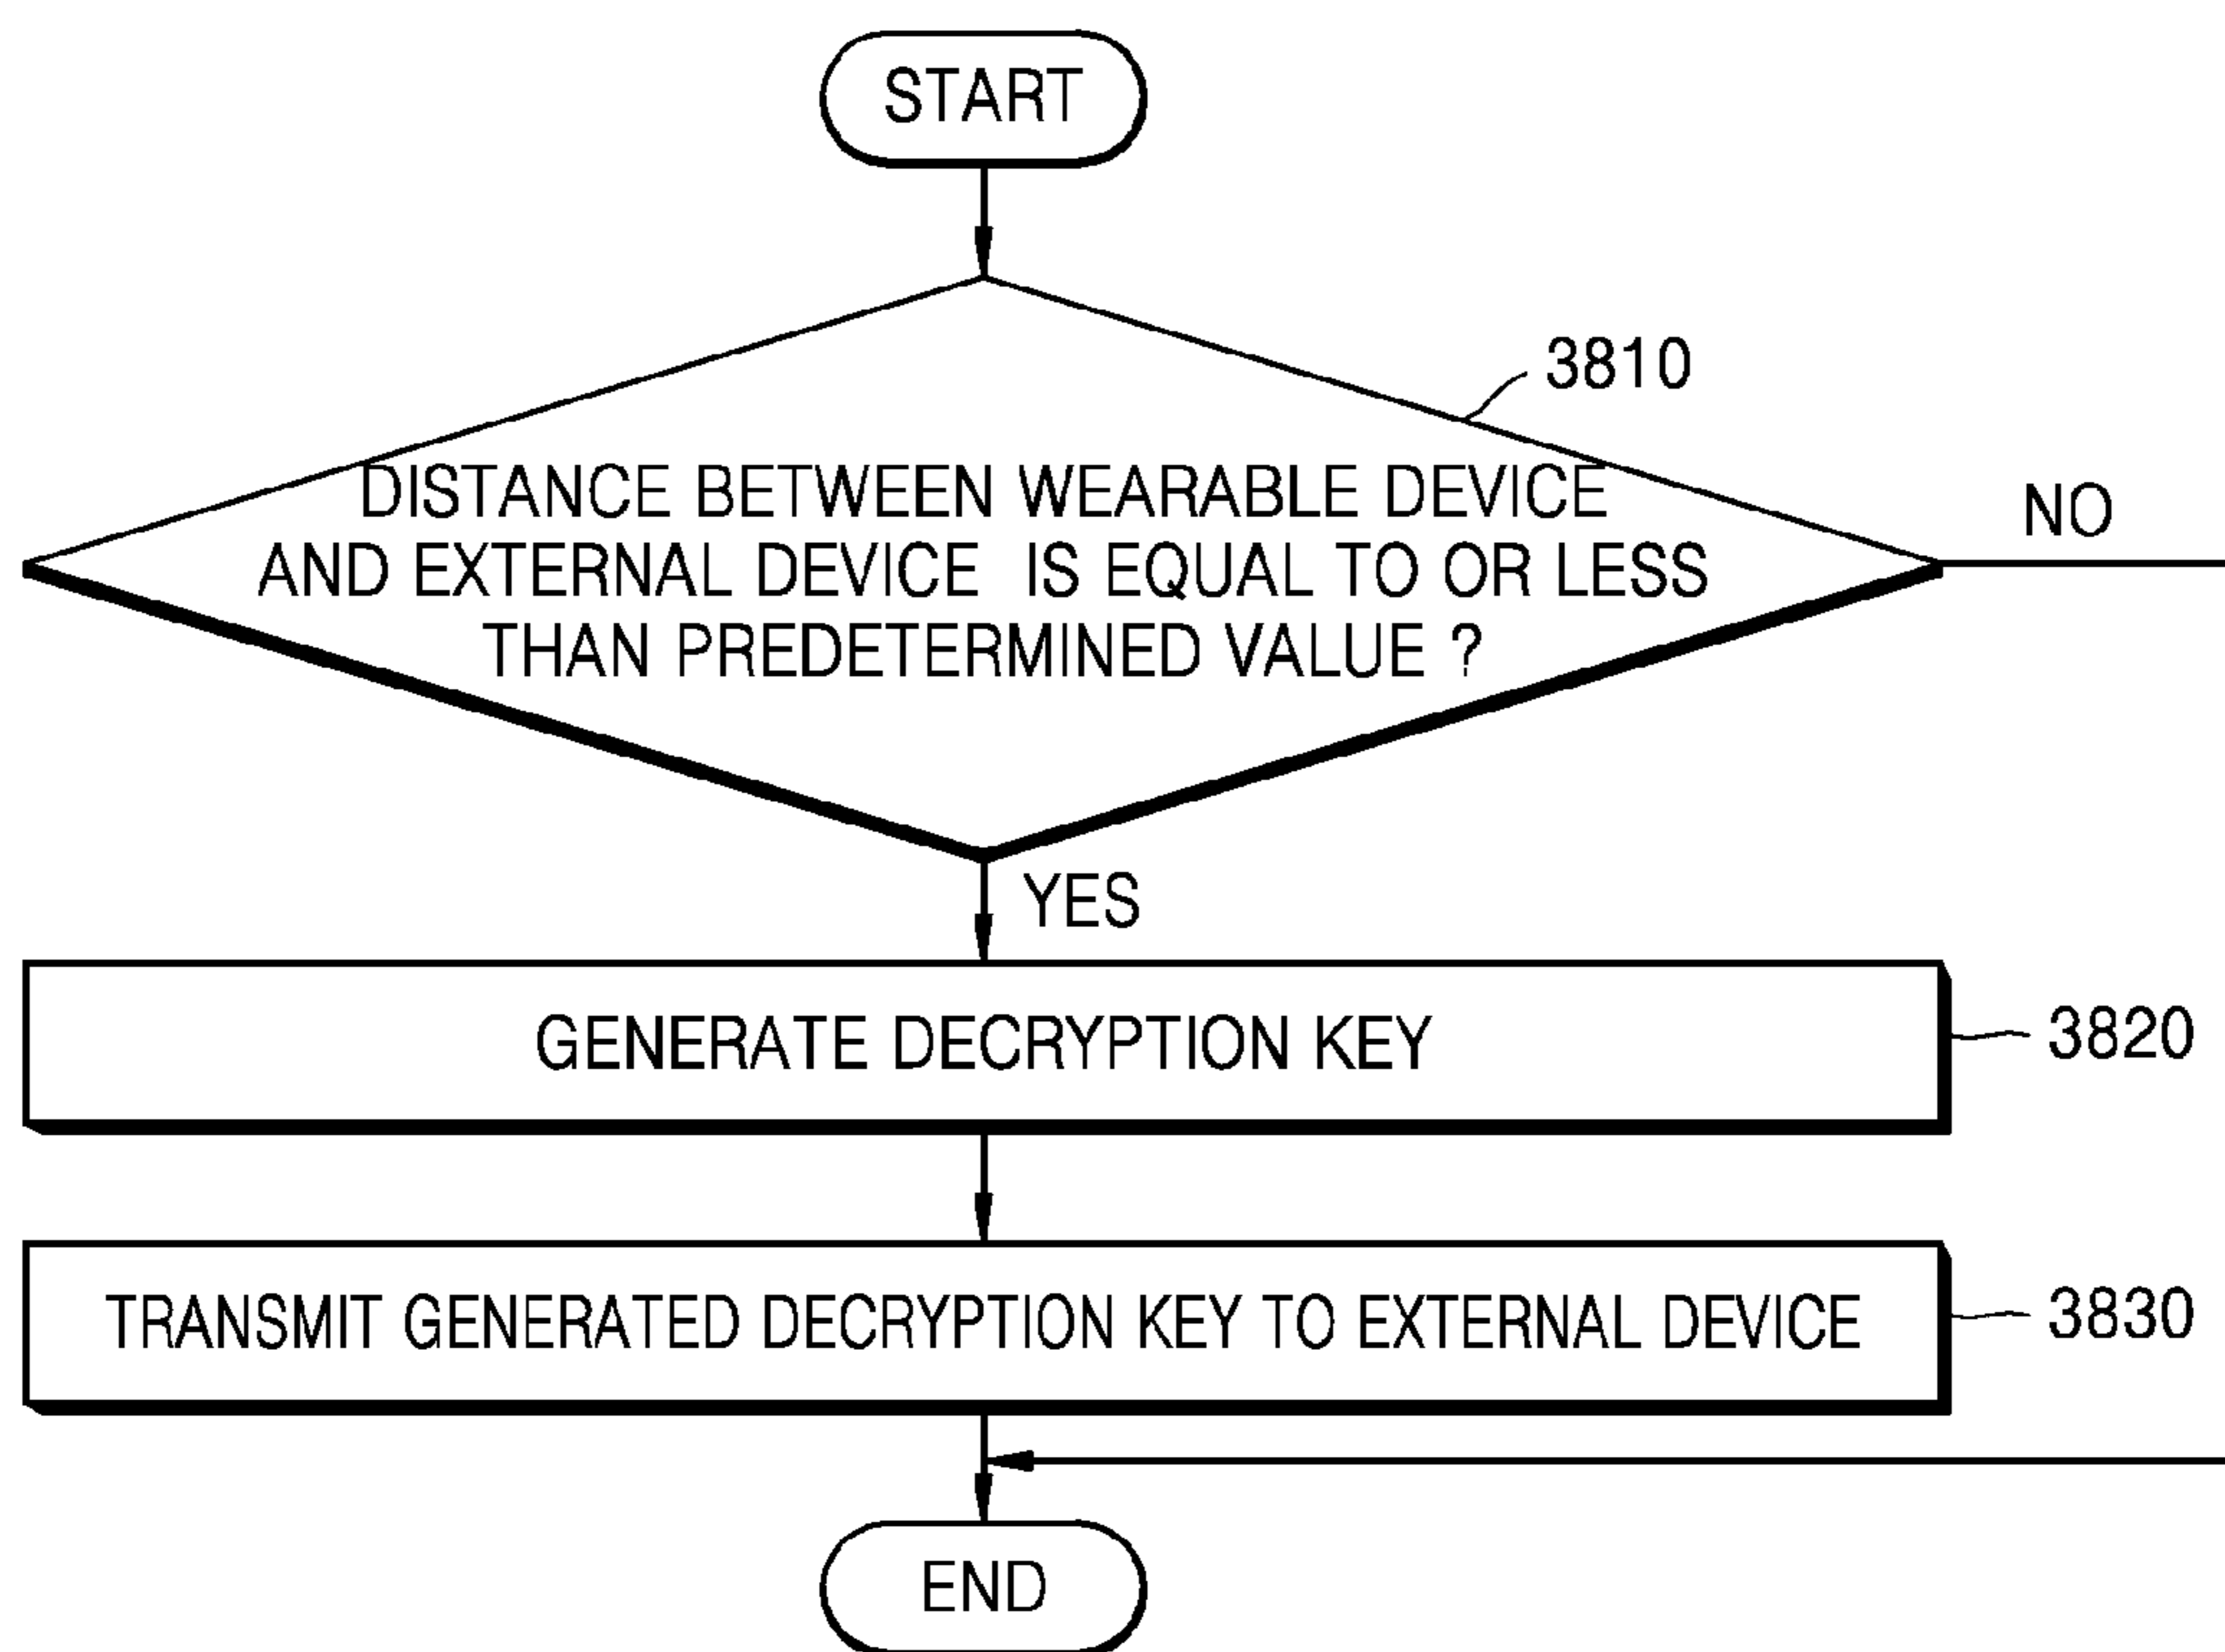 START
3810
DISTANCE BETWEEN WEARABLE DEVICE
AND EXTERNAL DEVICE IS EQUAL TO OR LESS
THAN PREDETERMINED VALUE ?
NO
YES
GENERATE DECRYPTION KEY
3820
TRANSMIT GENERATED DECRYPTION KEY TO EXTERNAL DEVICE
3830
END